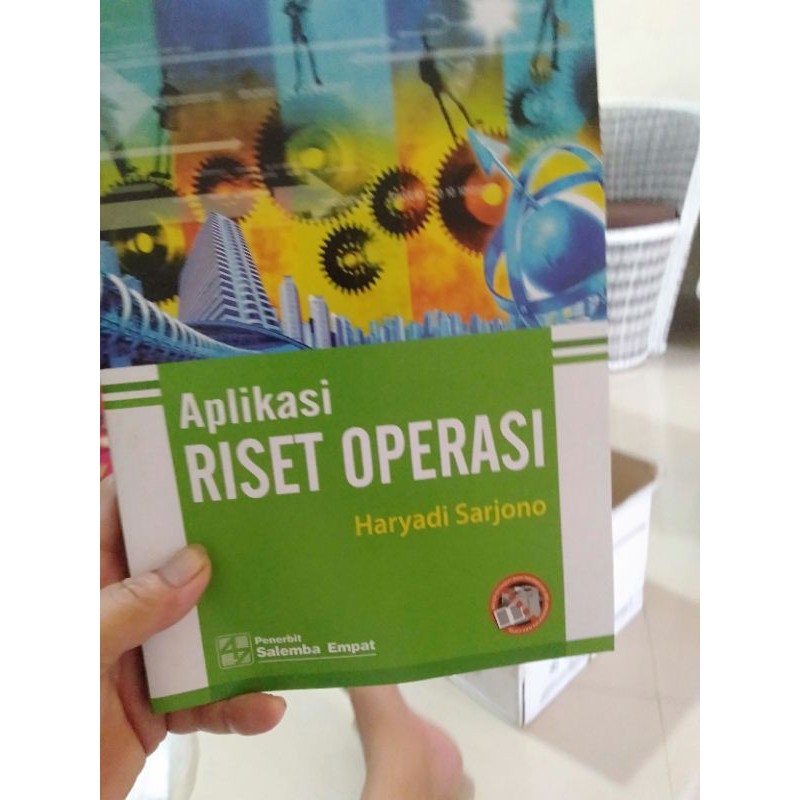 Aplikasi
RISET OPERASI
Haryadi Sarjono
Penerbit
Salemba Empat